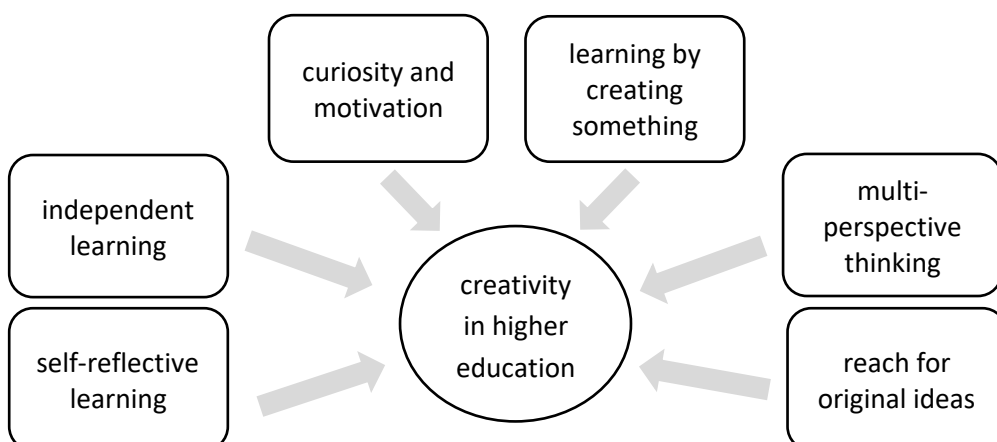 curiosity and
motivation
learning by
creating
something
independent
learning
multi-
perspective
thinking
creativity
in higher
education
self-reflective
learning
reach for
original ideas